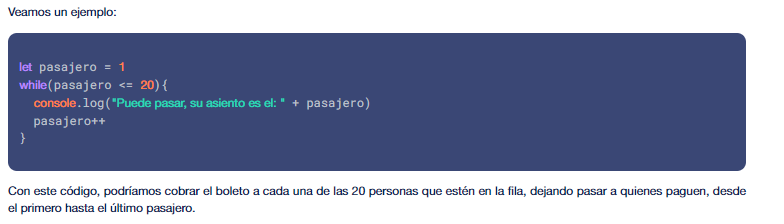 Veamos un ejemplo:
let pasajero = 1
while(pasajero <= 20){
  console.log("Puede pasar, su asiento es el: " + pasajero)
  pasajero++
}
Con este código, podríamos cobrar el boleto a cada una de las 20 personas que estén en la fila, dejando pasar a quienes paguen, desde
el primero hasta el último pasajero.